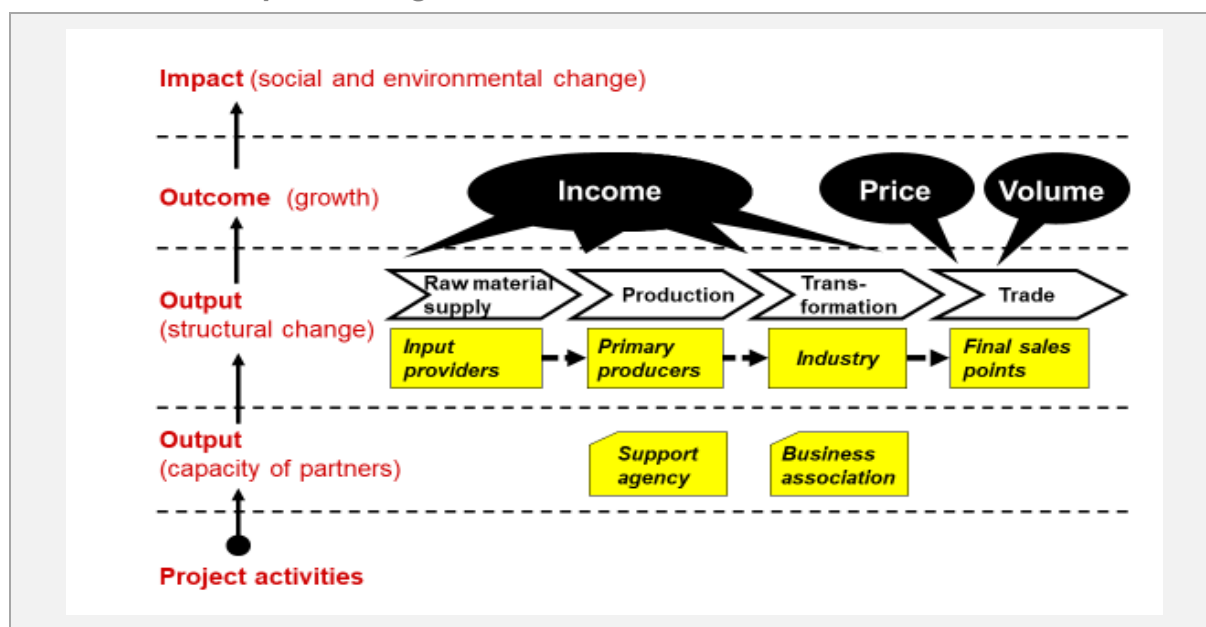 Impact (social and environmental change)
Outcome (growth)
Income
Price
Volume
Output
(structural change)
Raw material
supply
Production
Trans-
formation
Trade
Input
providers
Primary
producers
Industry
Final sales
points
Output
(capacity of partners)
Support
agency
Business
association
Project activities